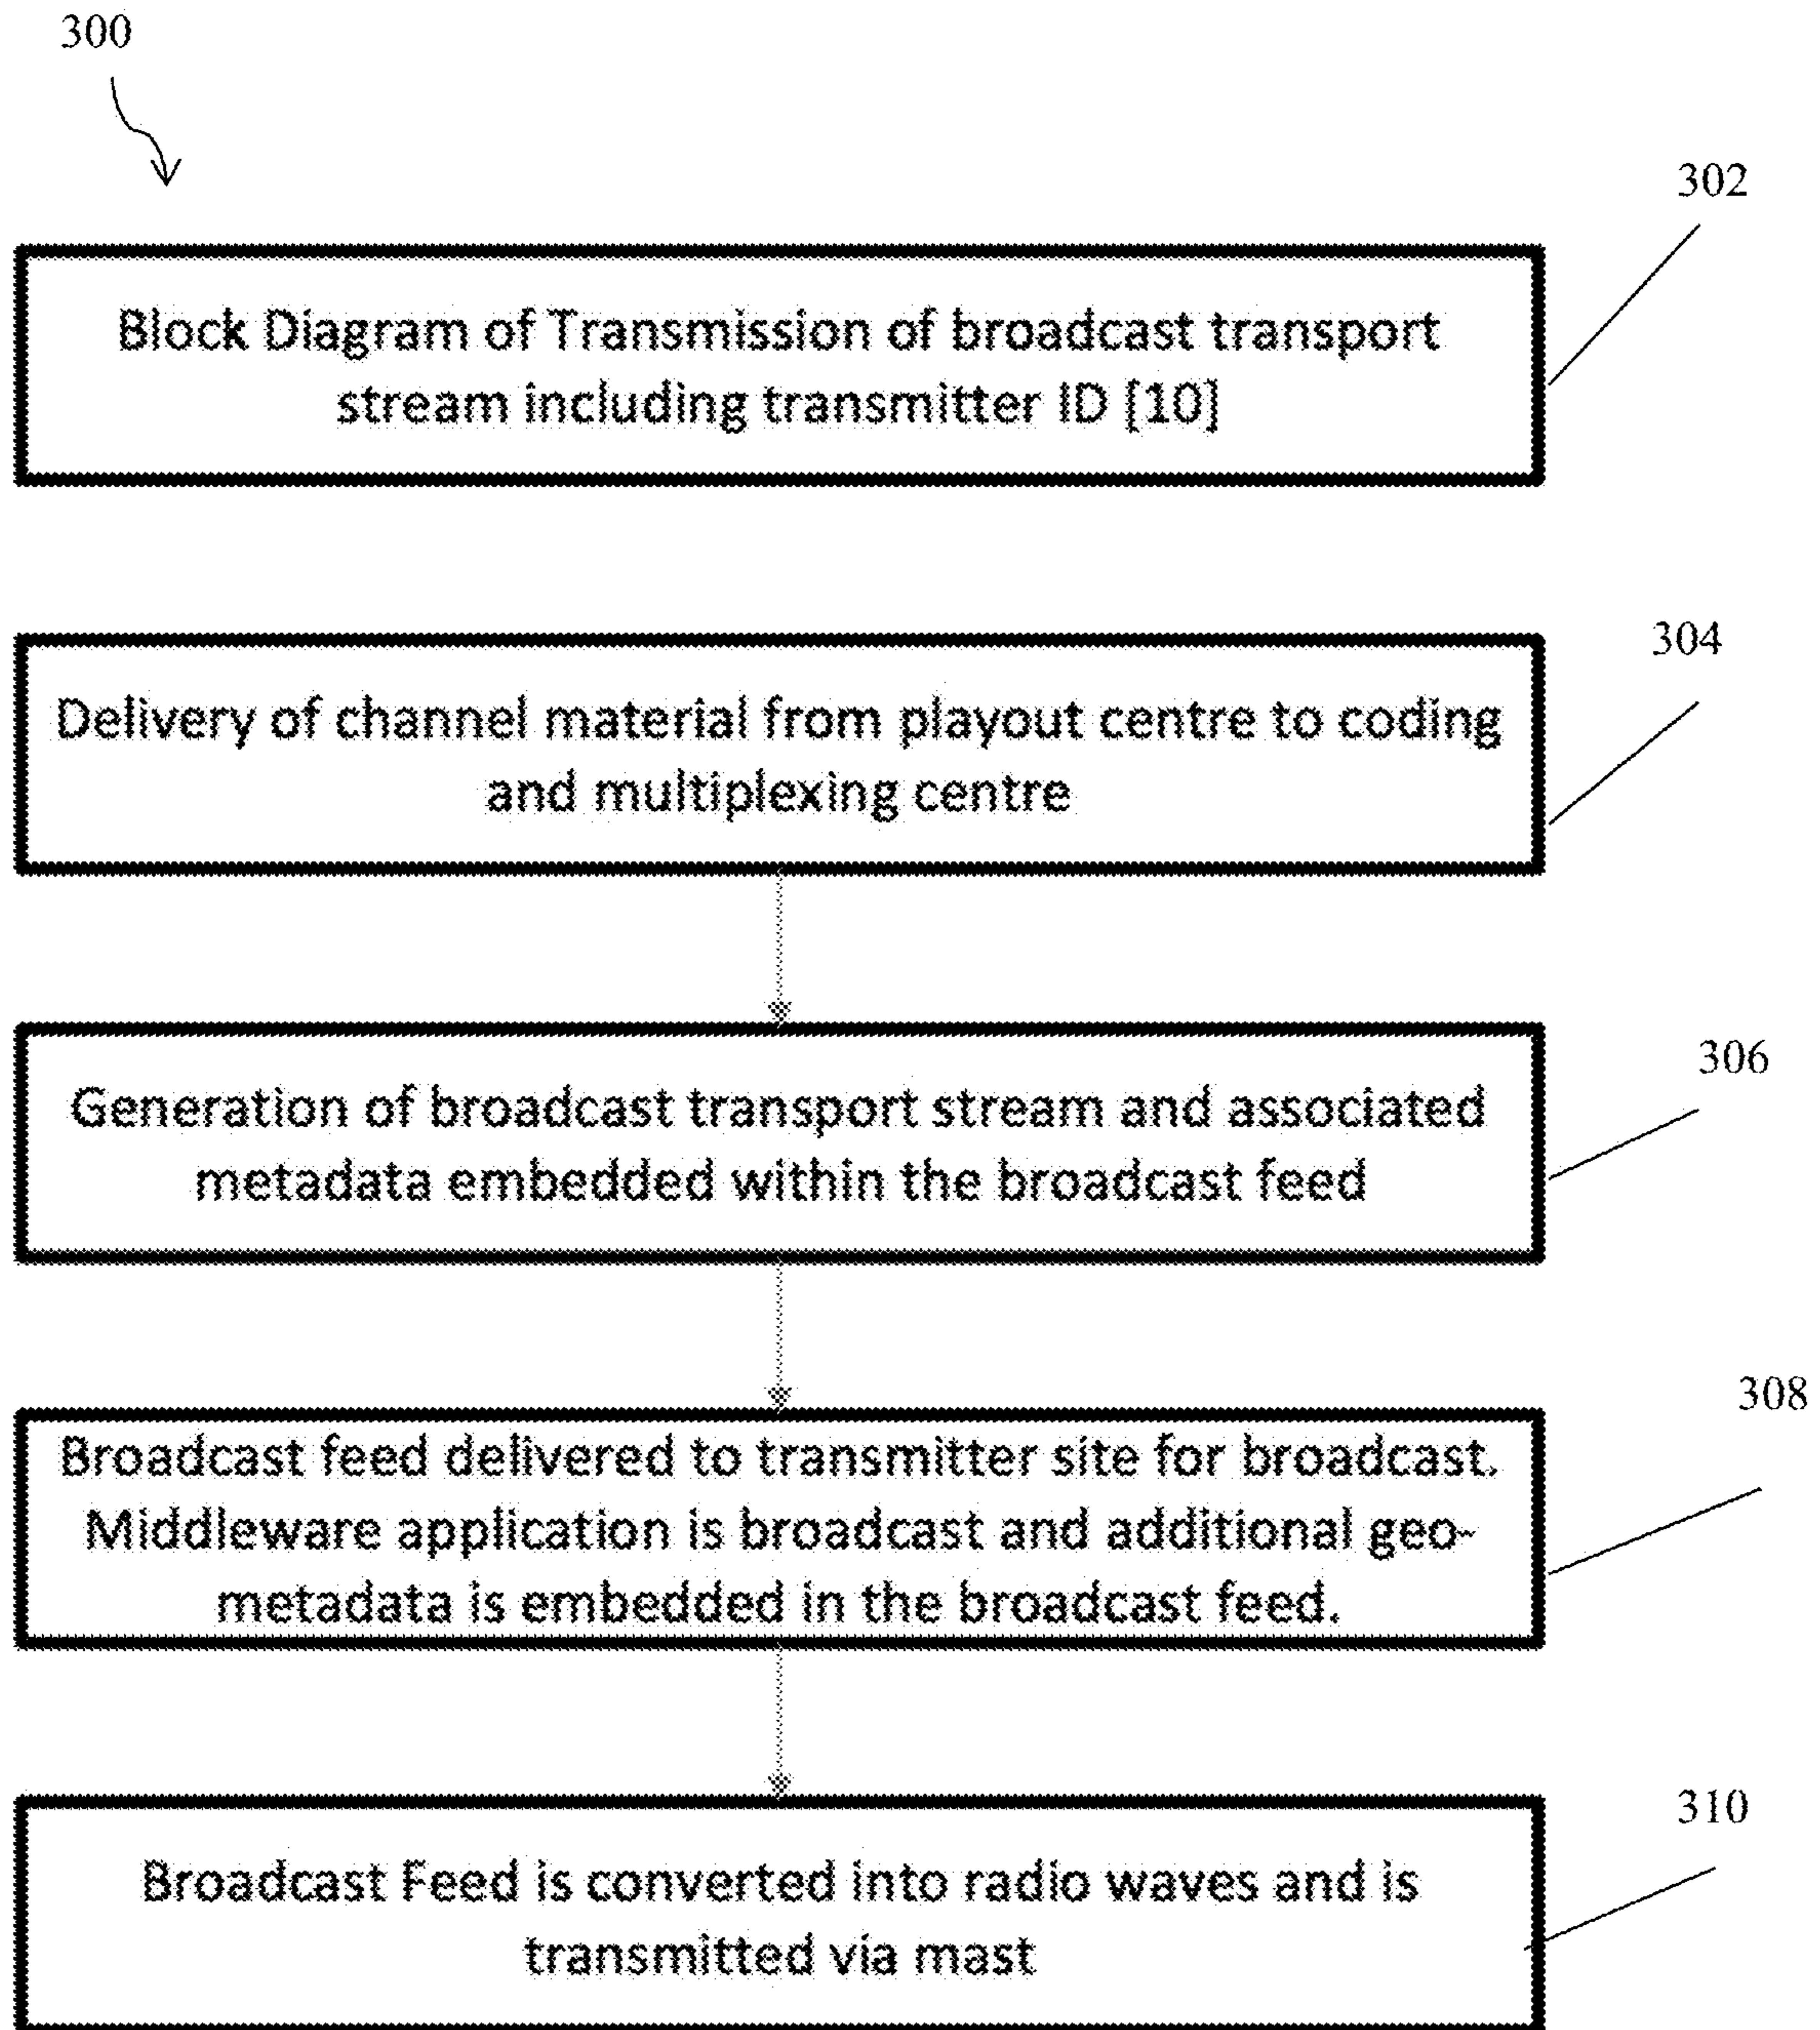 300
302
Block Diagram of Transmission of broadcast transport
stream including transmitter ID [10]
304
Delivery of channel material from playout centre to coding
and multiplexing centre
306
Generation of broadcast transport stream and associated
metadata embedded within the broadcast feed
308
Broadcast feed delivered to transmitter site for broadcast.
Middleware application is broadcast and additional geo-
metadata is embedded in the broadcast feed.
310
Broadcast Feed is converted into radio waves and is
transmitted via mast